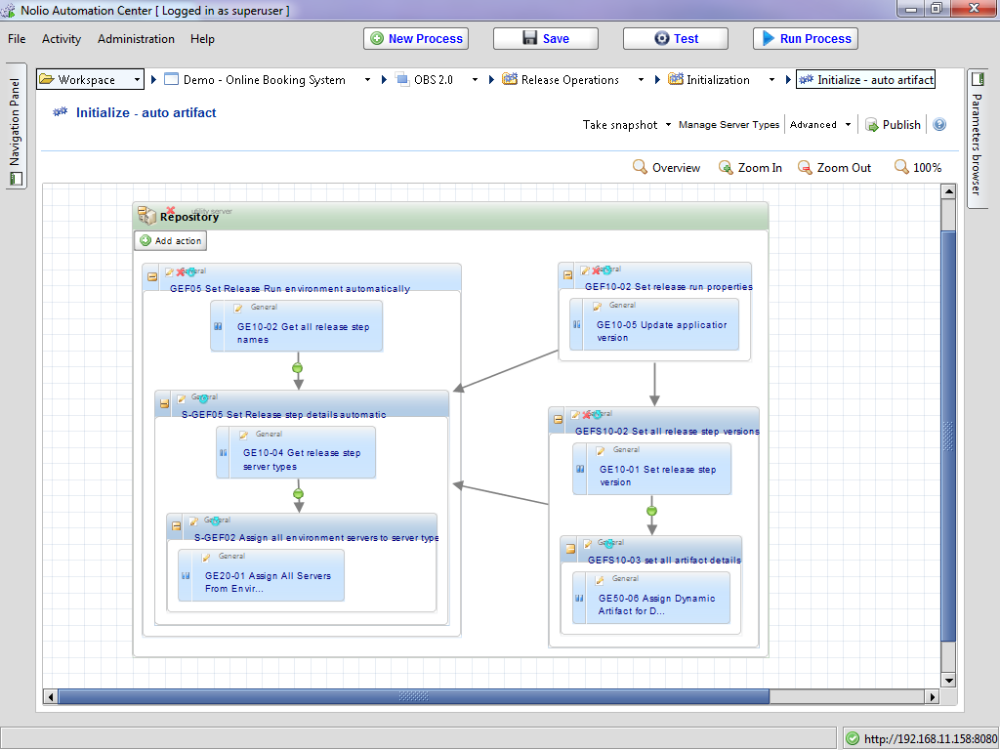 Nolio Automation Center [ Logged in as superuser ]
File Activity Administration Help
New Process Save Test Run Process
Workspace Demo - Online Booking System OBS 2.0 Release Operations Initialization Initialize - auto artifact
Navigation Panel
Parameters browser
Initialize - auto artifact
Take snapshot Manage Server Types Advanced Publish
Overview Zoom In Zoom Out 100%
utility server
Repository
Add action
General
GEF05 Set Release Run environment automatically
General
GE10-02 Get all release step
names
General
S-GEF05 Set Release step details automatic
General
GE10-04 Get release step
server types
General
S-GEF02 Assign all environment servers to server type
General
GE20-01 Assign All Servers
From Envir...
General
GEF10-02 Set release run properties
General
GE10-05 Update application
version
General
GEFS10-02 Set all release step versions
General
GE10-01 Set release step
version
General
GEFS10-03 set all artifact details
General
GE50-06 Assign Dynamic
Artifact for D...
http://192.168.11.158:8080